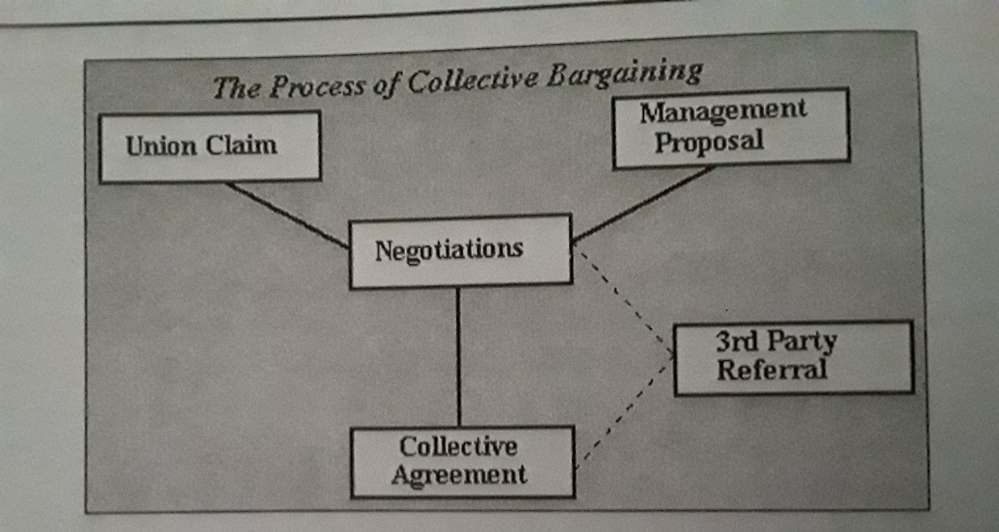 The Process of Collective Bargaining
Union Claim
Management
Proposal
Negotiations
3rd Party
Referral
Collective
Agreement